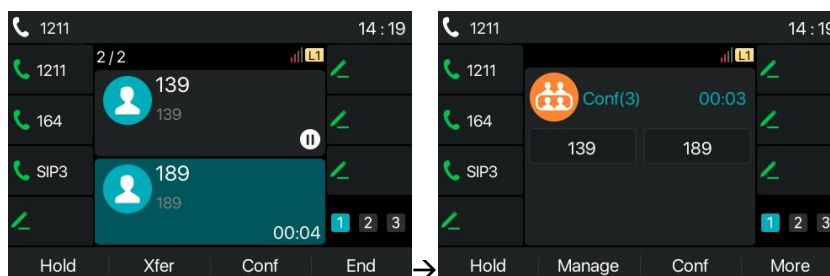 1211 14:19
2/2 L1
1211
139
139
164
SIP3
189
189
00:04
1 2 3
Hold Xfer Conf End
→
1211 14:19
L1
1211
Conf(3) 00:03
164
139 189
SIP3
1 2 3
Hold Manage Conf More